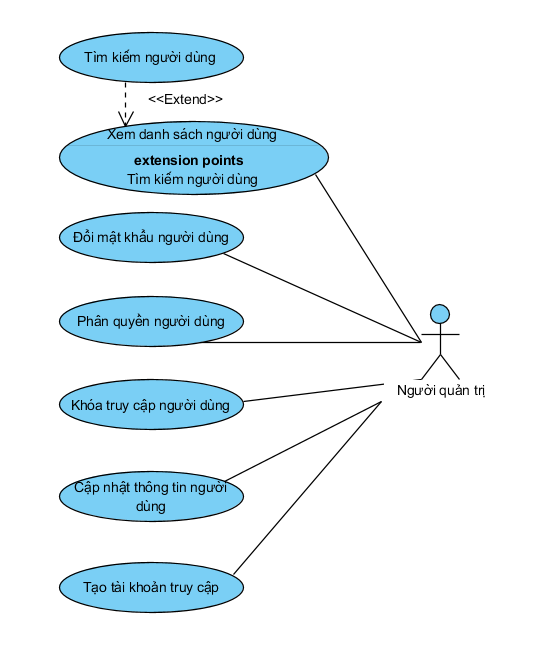 Tìm kiếm người dùng
<<Extend>>
Xem danh sách người dùng
extension points
Tìm kiếm người dùng
Đổi mật khẩu người dùng
Phân quyền người dùng
Người quản trị
Khóa truy cập người dùng
Cập nhật thông tin người
dùng
Tạo tài khoản truy cập